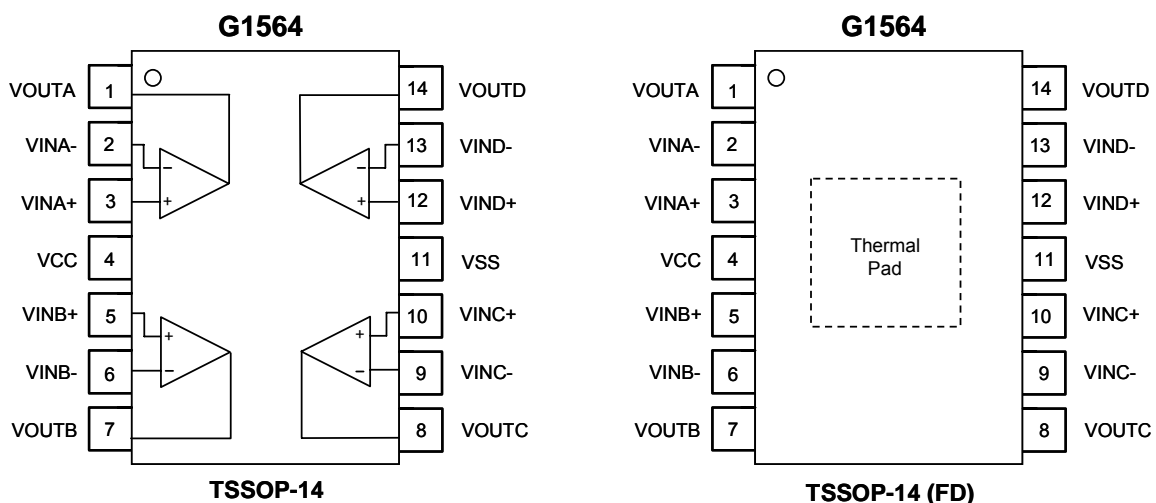 G1564
VOUTA 1
14 VOUTD
VINA- 2
13 VIND-
VINA+ 3
12 VIND+
VCC 4
11 VSS
VINB+ 5
10 VINC+
VINB- 6
9 VINC-
VOUTB 7
8 VOUTC
- +
- +
+ -
+ -
TSSOP-14
G1564
VOUTA 1
14 VOUTD
VINA- 2
13 VIND-
VINA+ 3
12 VIND+
VCC 4
11 VSS
VINB+ 5
10 VINC+
VINB- 6
9 VINC-
VOUTB 7
8 VOUTC
Thermal
Pad
TSSOP-14 (FD)